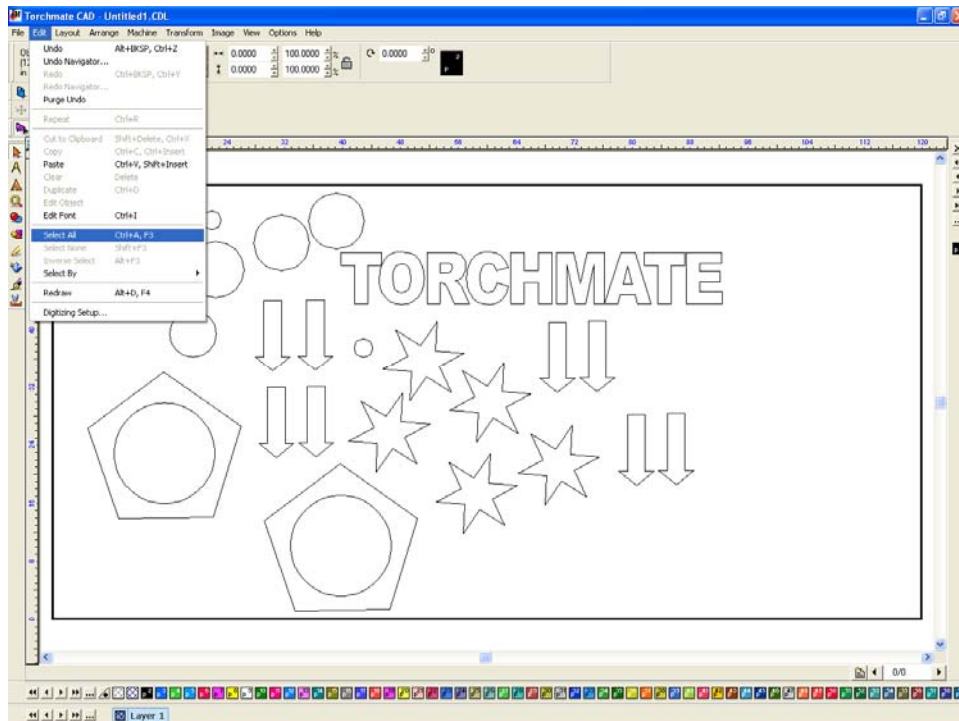 Torchmate CAD - Untitled1.CDL
File Edit Layout Arrange Machine Transform Image View Options Help
0.0000 100.0000 % 0.0000
0.0000 100.0000 %
Undo Alt+BKSP, Ctrl+Z
Undo Navigator...
Redo Ctrl+BKSP, Ctrl+Y
Redo Navigator...
Purge Undo
Repeat Ctrl+R
Cut to Clipboard Shift+Delete, Ctrl+X
Copy Ctrl+C, Ctrl+Insert
Paste Ctrl+V, Shift+Insert
Clear Delete
Duplicate Ctrl+D
Edit Object
Edit Font Ctrl+I
Select All Ctrl+A, F3
Select None Shift+F3
Inverse Select Alt+F3
Select By
Redraw Alt+D, F4
Digitizing Setup...
24 32 40 48 56 64 72 80 88 96 104 112 120
TORCHMATE
0/0
Layer 1